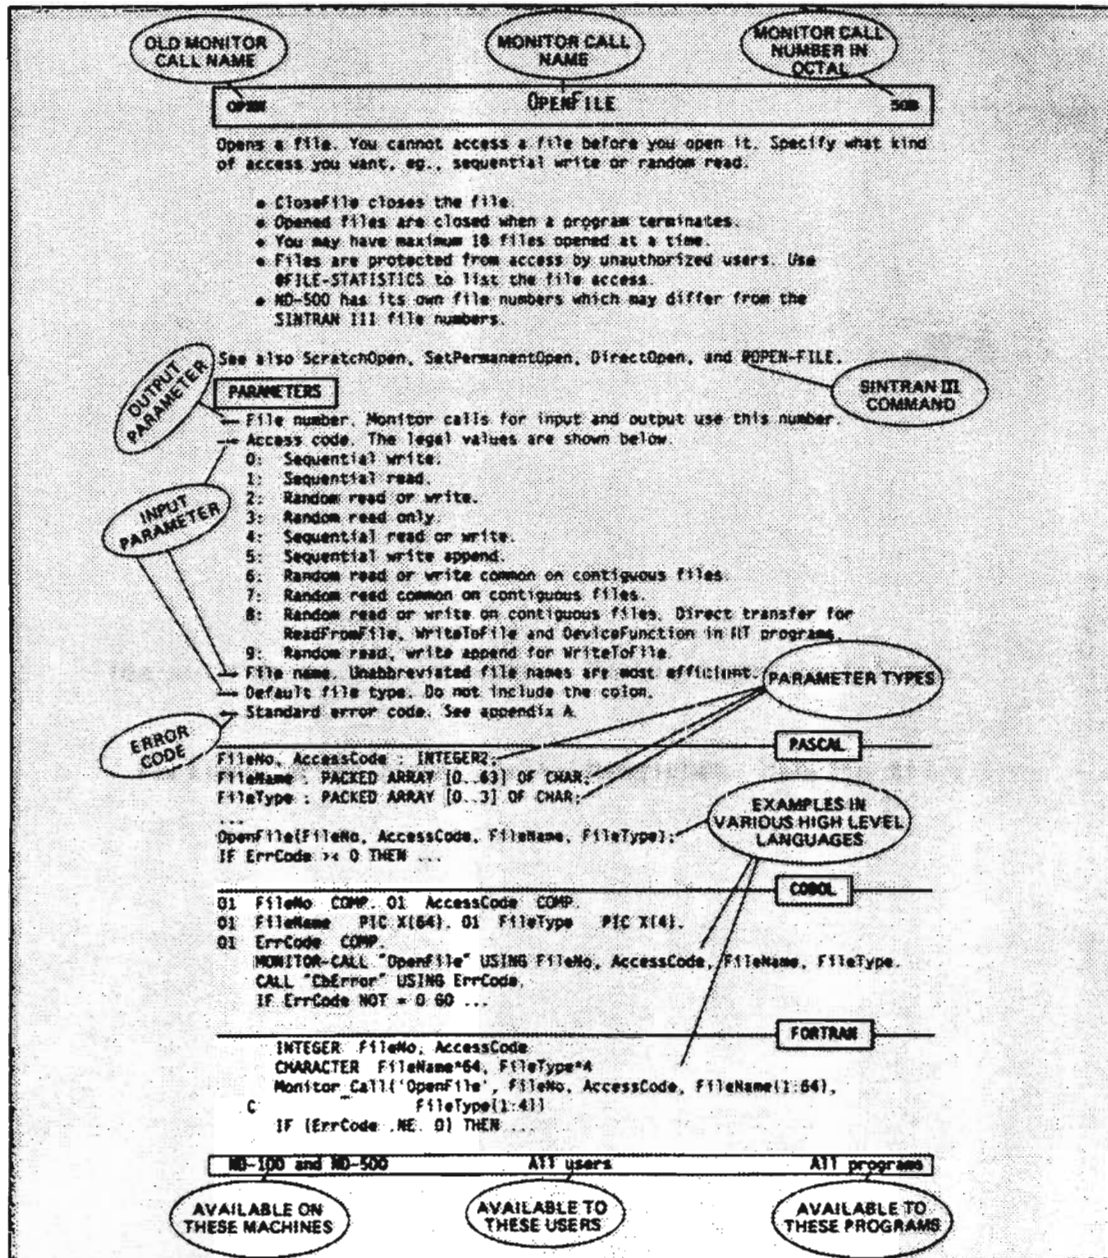 OLD MONITOR
CALL NAME
MONITOR CALL
NAME
MONITOR CALL
NUMBER IN
OCTAL
OPEN OPENFILE 50B
Opens a file. You cannot access a file before you open it. Specify what kind
of access you want, eg., sequential write or random read.
• CloseFile closes the file.
• Opened files are closed when a program terminates.
• You may have maximum 18 files opened at a time.
• Files are protected from access by unauthorized users. Use
@FILE-STATISTICS to list the file access.
• ND-500 has its own file numbers which may differ from the
SINTRAN III file numbers.
See also ScratchOpen, SetPermanentOpen, DirectOpen, and @OPEN-FILE.
SINTRAN III
COMMAND
OUTPUT
PARAMETER
PARAMETERS
← File number. Monitor calls for input and output use this number.
→ Access code. The legal values are shown below.
0: Sequential write.
1: Sequential read.
2: Random read or write.
3: Random read only.
4: Sequential read or write.
5: Sequential write append.
6: Random read or write common on contiguous files.
7: Random read common on contiguous files.
8: Random read or write on contiguous files. Direct transfer for
ReadFromFile, WriteToFile and DeviceFunction in RT programs.
9: Random read, write append for WriteToFile.
INPUT
PARAMETER
→ File name. Unabbreviated file names are most efficient.
→ Default file type. Do not include the colon.
← Standard error code. See appendix A.
PARAMETER TYPES
ERROR
CODE
PASCAL
FileNo, AccessCode : INTEGER2;
FileName : PACKED ARRAY [0..63] OF CHAR;
FileType : PACKED ARRAY [0..3] OF CHAR;
...
OpenFile(FileNo, AccessCode, FileName, FileType);
IF ErrCode >< 0 THEN ...
EXAMPLES IN
VARIOUS HIGH LEVEL
LANGUAGES
COBOL
01 FileNo COMP. 01 AccessCode COMP.
01 FileName PIC X(64). 01 FileType PIC X(4).
01 ErrCode COMP.
MONITOR-CALL "OpenFile" USING FileNo, AccessCode, FileName, FileType.
CALL "CbError" USING ErrCode.
IF ErrCode NOT = 0 GO ...
FORTRAN
INTEGER FileNo, AccessCode
CHARACTER FileName*64, FileType*4
Monitor Call('OpenFile', FileNo, AccessCode, FileName(1:64),
C FileType(1:4))
IF (ErrCode .NE. 0) THEN ...
ND-100 and ND-500 All users All programs
AVAILABLE ON
THESE MACHINES
AVAILABLE TO
THESE USERS
AVAILABLE TO
THESE PROGRAMS